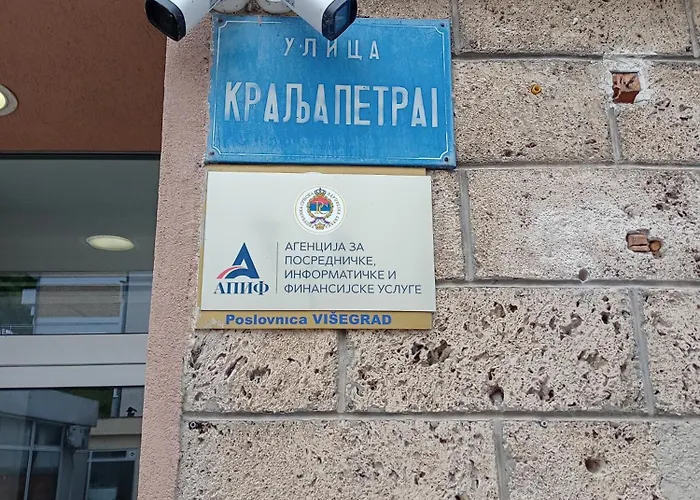 УЛИЦА
КРАЉА ПЕТРА I
АПИФ
АГЕНЦИЈА ЗА
ПОСРЕДНИЧКЕ,
ИНФОРМАТИЧКЕ И
ФИНАНСИЈСКЕ УСЛУГЕ
Poslovnica VIŠEGRAD